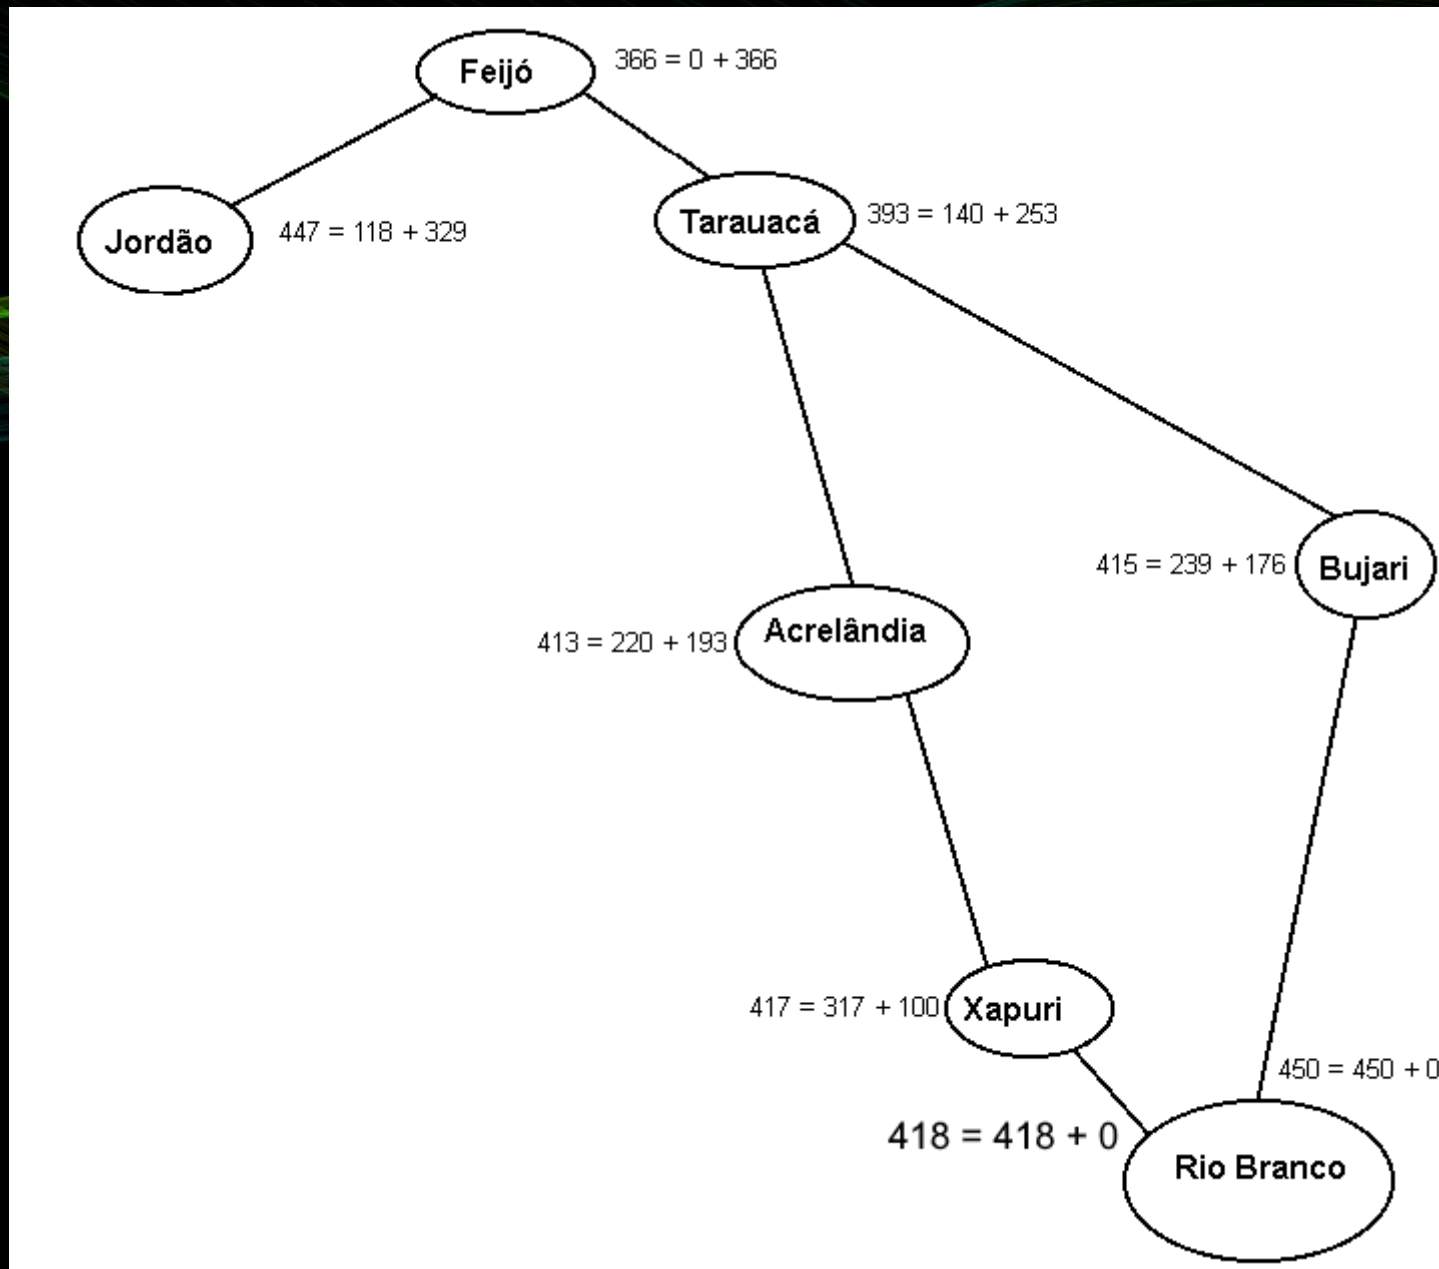 Feijó
366 = 0 + 366
Jordão
447 = 118 + 329
Tarauacá
393 = 140 + 253
415 = 239 + 176
Bujari
413 = 220 + 193
Acrelândia
417 = 317 + 100
Xapuri
450 = 450 + 0
418 = 418 + 0
Rio Branco